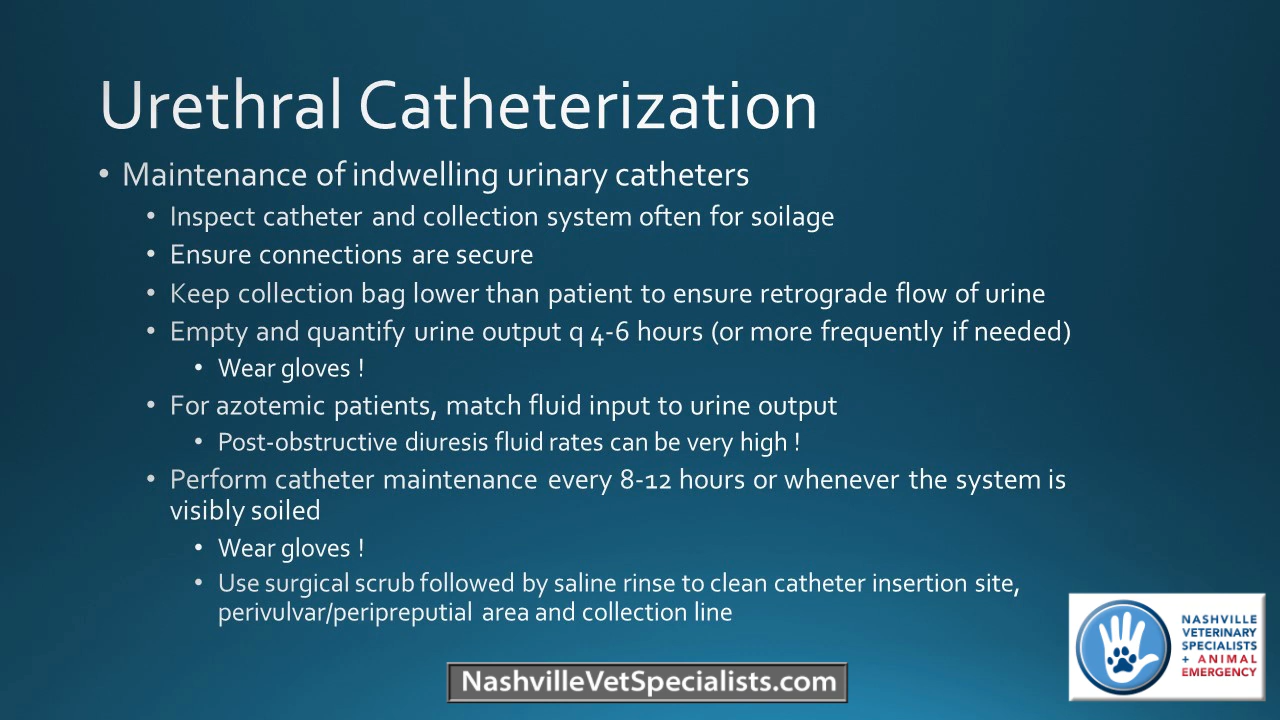 Urethral Catheterization
• Maintenance of indwelling urinary catheters
• Inspect catheter and collection system often for soilage
• Ensure connections are secure
• Keep collection bag lower than patient to ensure retrograde flow of urine
• Empty and quantify urine output q 4-6 hours (or more frequently if needed)
• Wear gloves !
• For azotemic patients, match fluid input to urine output
• Post-obstructive diuresis fluid rates can be very high !
• Perform catheter maintenance every 8-12 hours or whenever the system is
visibly soiled
• Wear gloves !
• Use surgical scrub followed by saline rinse to clean catheter insertion site,
perivulvar/peripreputial area and collection line
NASHVILLE
VETERINARY
SPECIALISTS
+ ANIMAL
EMERGENCY
NashvilleVetSpecialists.com